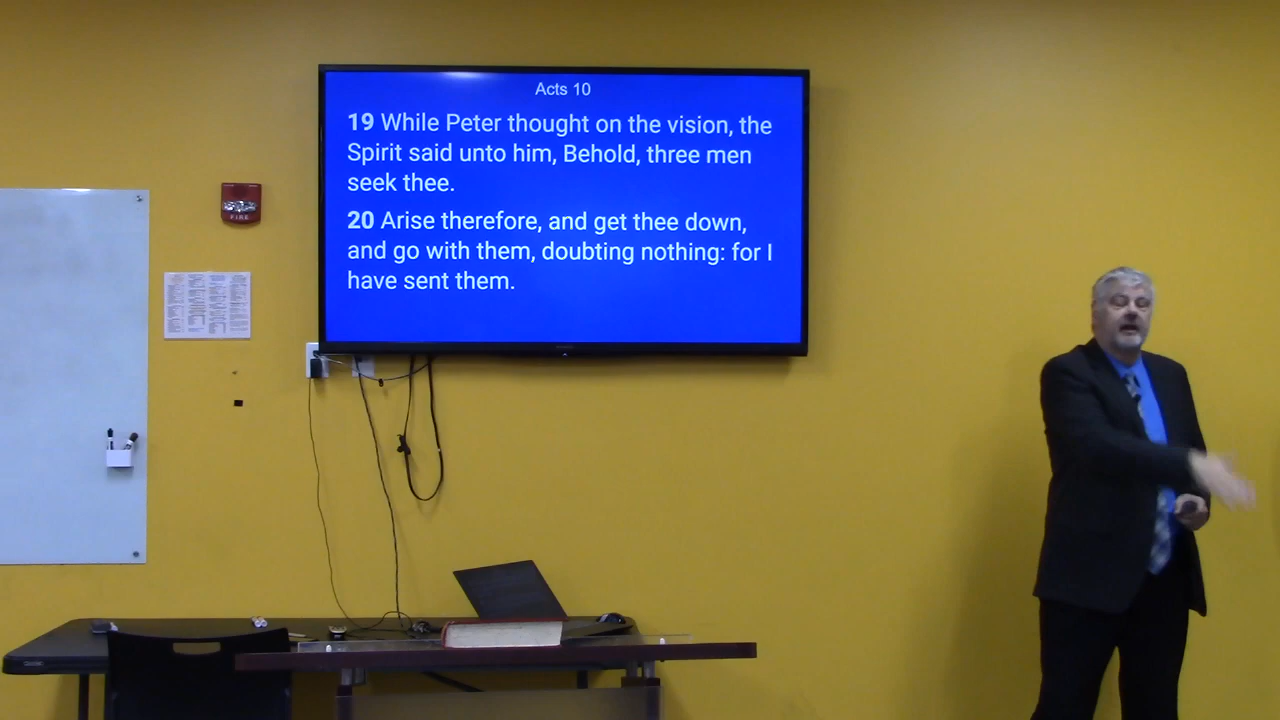 Acts 10
19 While Peter thought on the vision, the
Spirit said unto him, Behold, three men
seek thee.
20 Arise therefore, and get thee down,
and go with them, doubting nothing: for I
have sent them.
FIRE